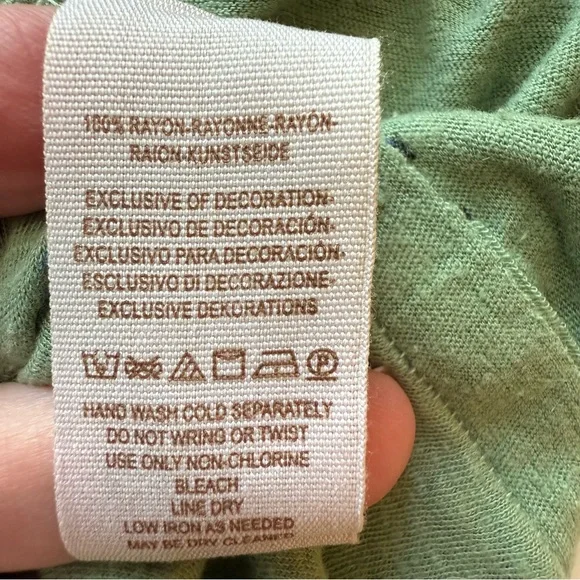 100% RAYON-RAYONNE-RAYON-
RAION-KUNSTSEIDE
EXCLUSIVE OF DECORATION-
EXCLUSIVO DE DECORACIÓN-
EXCLUSIVO PARA DECORACIÓN-
ESCLUSIVO DI DECORAZIONE-
EXCLUSIVE DEKORATIONS
P
HAND WASH COLD SEPARATELY
DO NOT WRING OR TWIST
USE ONLY NON-CHLORINE
BLEACH
LINE DRY
LOW IRON AS NEEDED
MAY BE DRY CLEANED